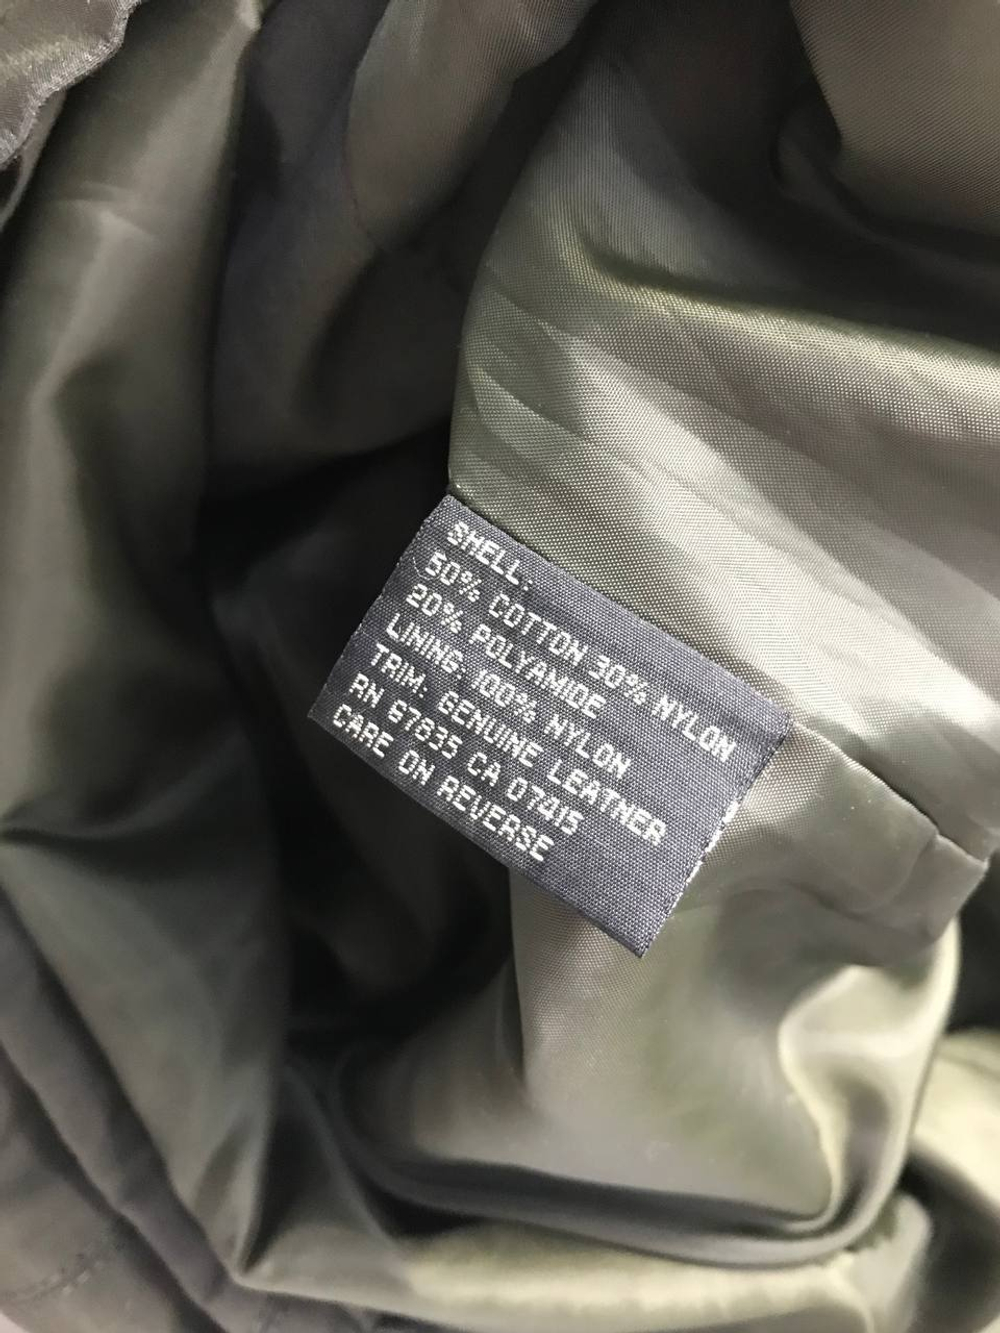 SHELL:
50% COTTON 30% NYLON
20% POLYAMIDE
LINING: 100% NYLON
TRIM: GENUINE LEATHER
RN 67835 CA 07415
CARE ON REVERSE